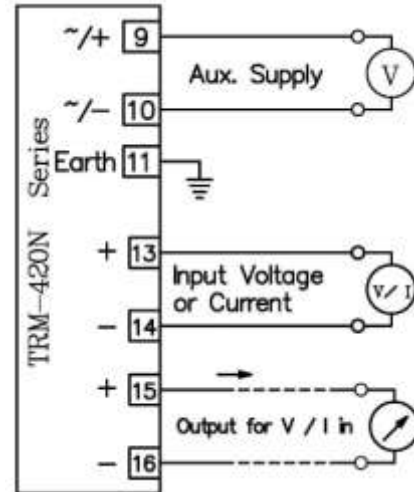 TRM-420N Series
~/+ 9
Aux. Supply V
~/- 10
Earth 11
+ 13
Input Voltage
or Current
V/I
- 14
+ 15
Output for V / I in
- 16